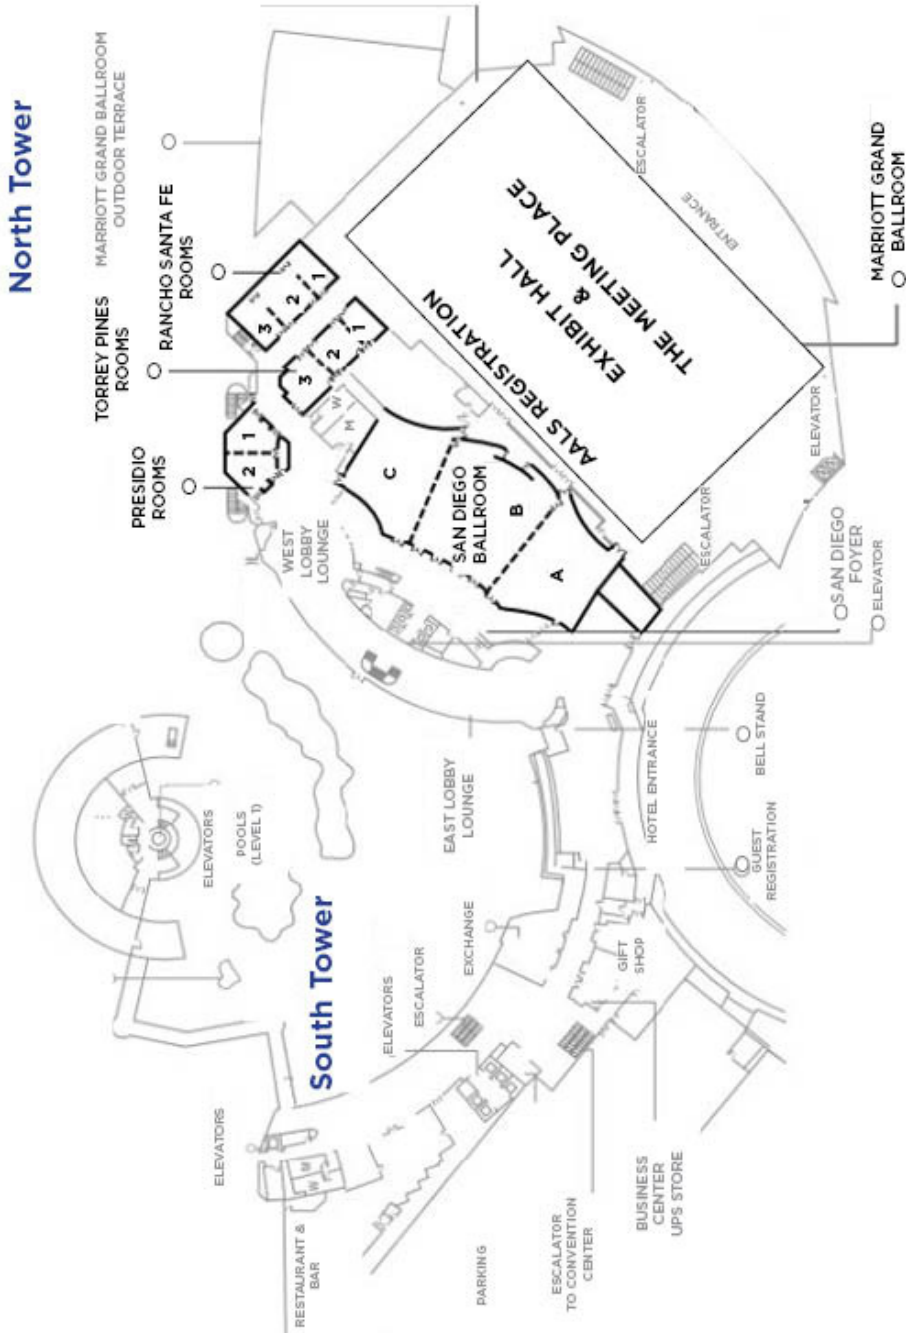 North Tower
MARRIOTT GRAND BALLROOM
OUTDOOR TERRACE
RANCHO SANTA FE
ROOMS
TORREY PINES
ROOMS
PRESIDIO
ROOMS
3
2
1
3
2
1
1
2
W
M
ESCALATOR
ENTRANCE
EXHIBIT HALL
&
THE MEETING PLACE
AALS REGISTRATION
MARRIOTT GRAND
BALLROOM
C
SAN DIEGO
BALLROOM
B
A
WEST
LOBBY
LOUNGE
ELEVATOR
ESCALATOR
SAN DIEGO
FOYER
ELEVATOR
EAST LOBBY
LOUNGE
HOTEL ENTRANCE
BELL STAND
GUEST
REGISTRATION
ELEVATORS
POOLS
(LEVEL 1)
South Tower
ELEVATORS
ESCALATOR
EXCHANGE
GIFT
SHOP
ELEVATORS
M
W
RESTAURANT &
BAR
PARKING
ESCALATOR
TO CONVENTION
CENTER
BUSINESS
CENTER
UPS STORE